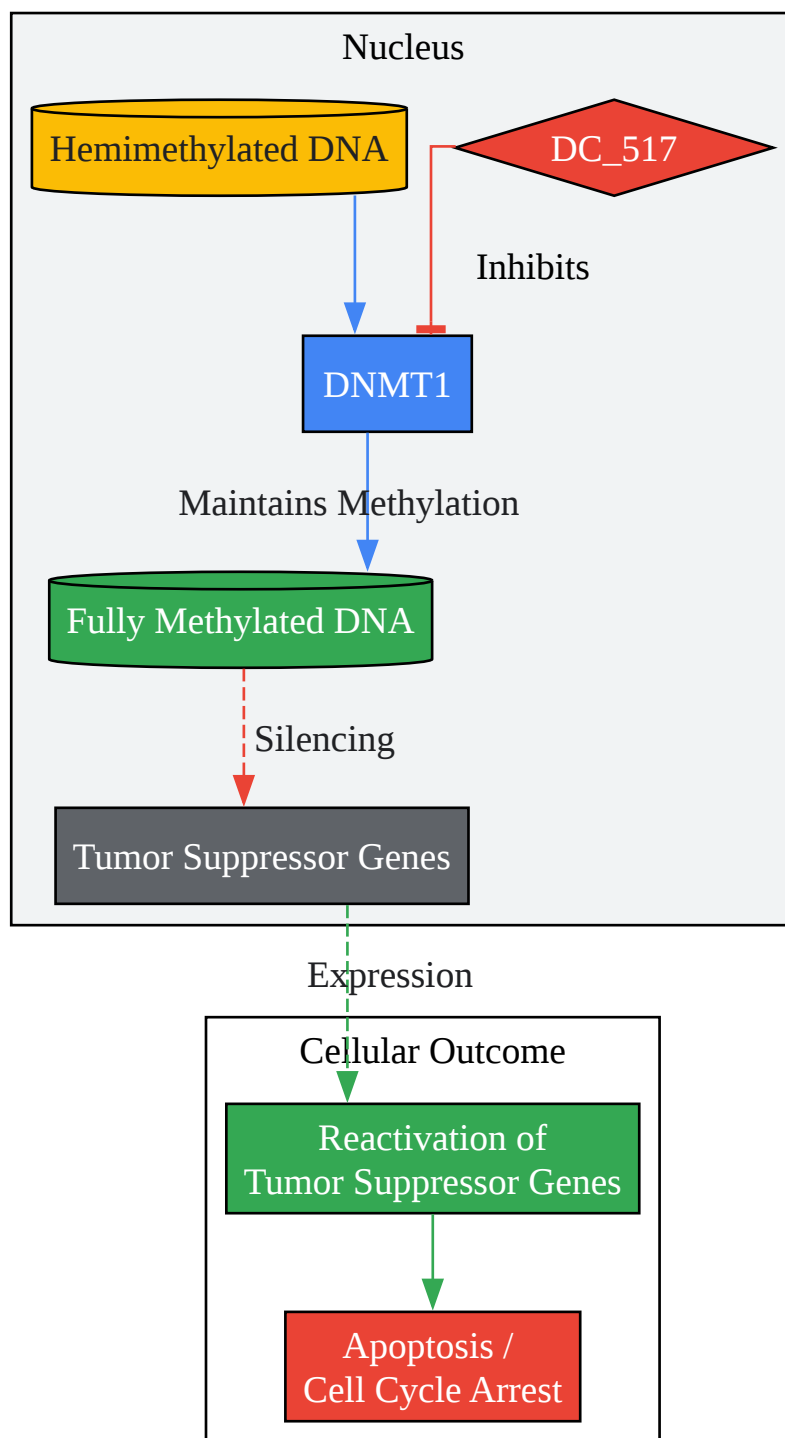 Nucleus
Hemimethylated DNA
DC_517
Inhibits
DNMT1
Maintains Methylation
Fully Methylated DNA
Silencing
Tumor Suppressor Genes
Expression
Cellular Outcome
Reactivation of
Tumor Suppressor Genes
Apoptosis /
Cell Cycle Arrest